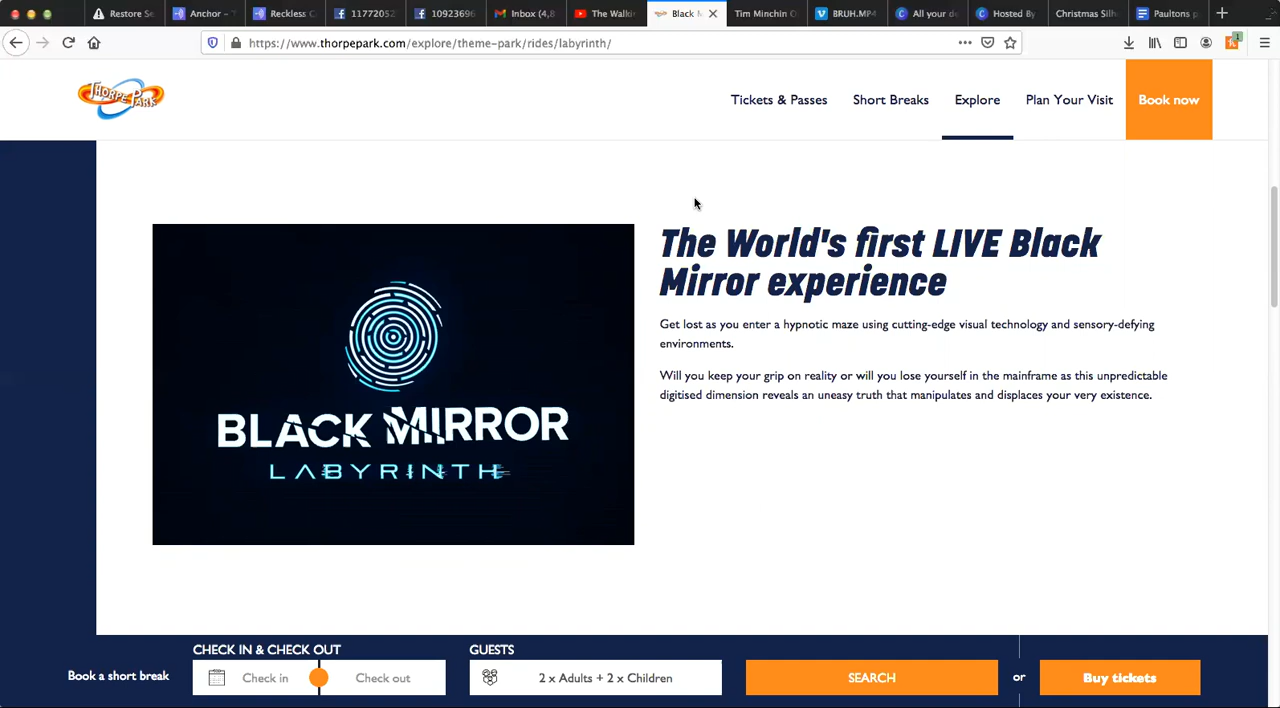 Restore Se
Anchor – T
Reckless C
1177205
1092369
Inbox (4,8
The Walki
Black M
Tim Minchin O
BRUH.MP4
All your d
Hosted By
Christmas Silh
Paultons p
https://www.thorpepark.com/explore/theme-park/rides/labyrinth/
1
THORPE PARK
Tickets & Passes
Short Breaks
Explore
Plan Your Visit
Book now
The World's first LIVE Black
Mirror experience
Get lost as you enter a hypnotic maze using cutting-edge visual technology and sensory-defying
environments.
Will you keep your grip on reality or will you lose yourself in the mainframe as this unpredictable
digitised dimension reveals an uneasy truth that manipulates and displaces your very existence.
BLACK MIRROR
LABYRINTH
CHECK IN & CHECK OUT
GUESTS
Book a short break
Check in
Check out
2 x Adults + 2 x Children
SEARCH
or
Buy tickets